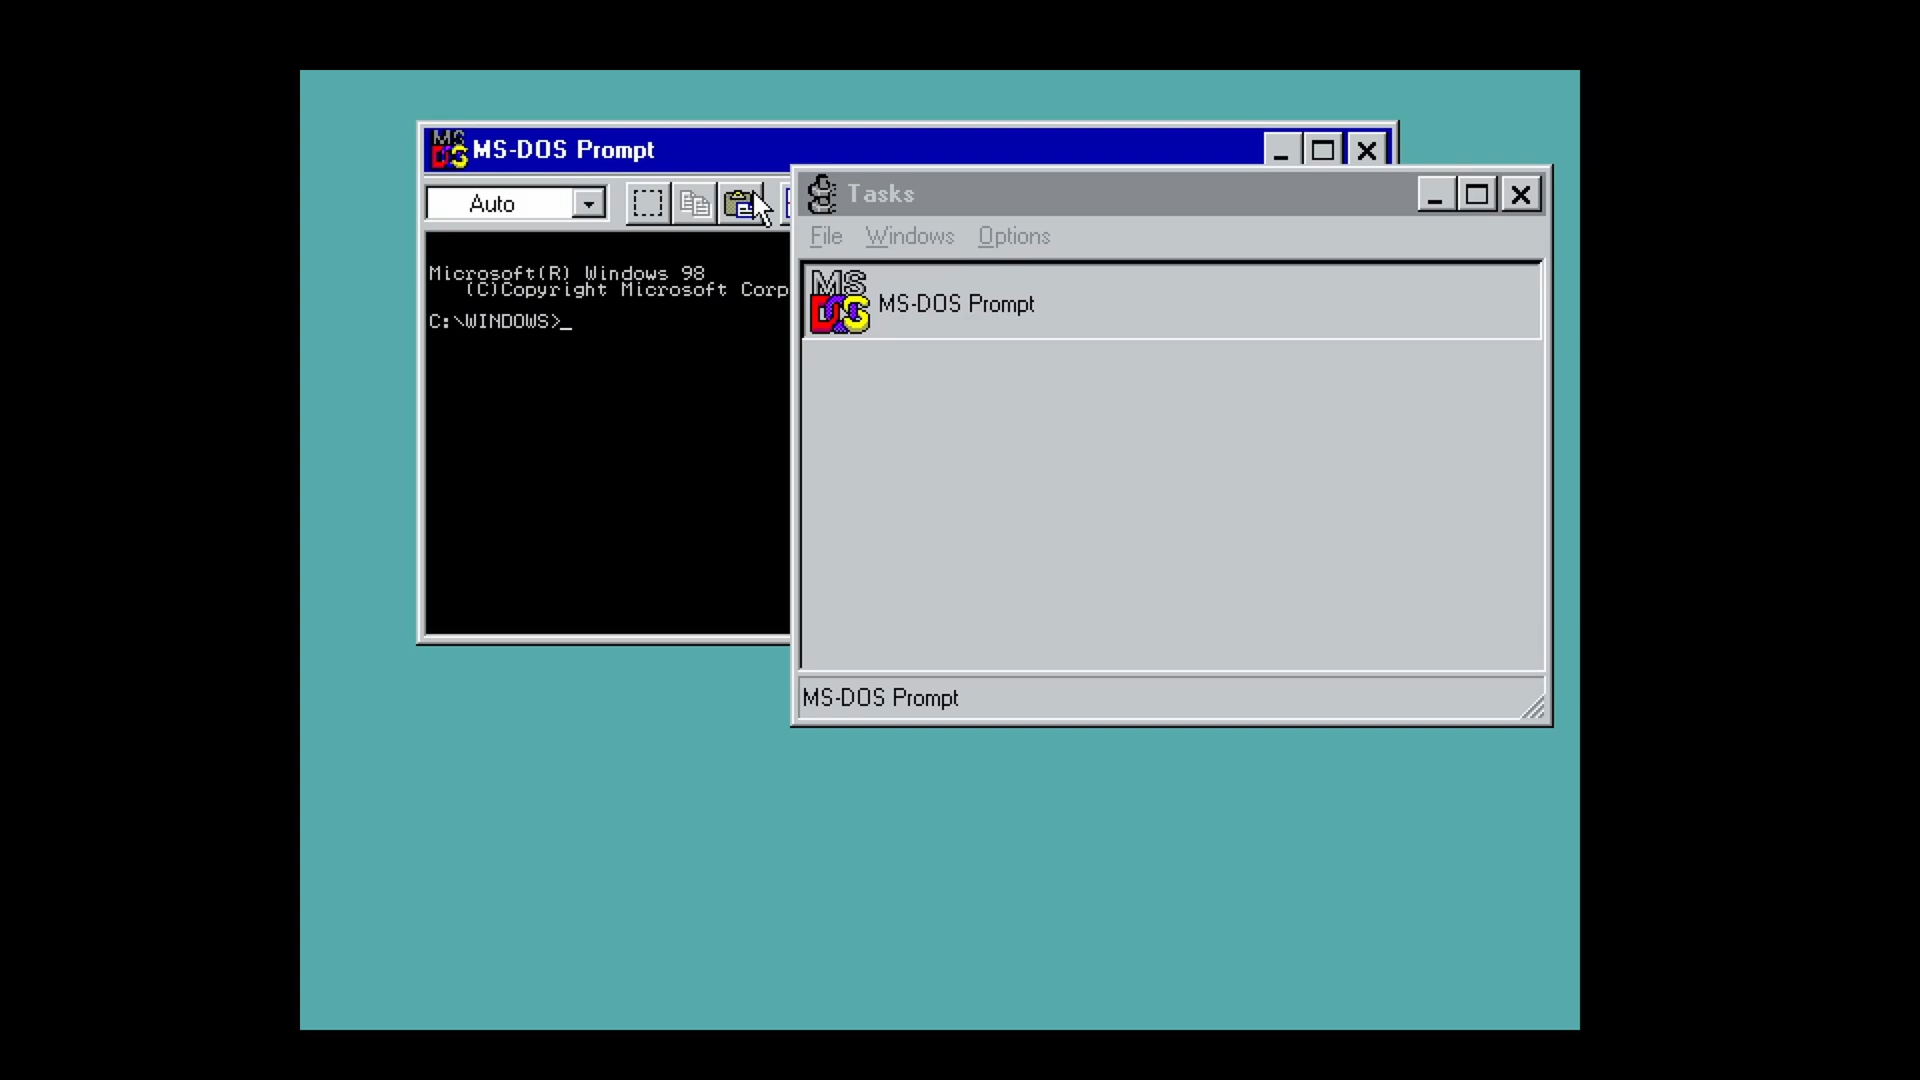 MS-DOS Prompt
Auto
Microsoft(R) Windows 98
(C)Copyright Microsoft Corp
C:\WINDOWS>_
Tasks
File Windows Options
MS-DOS Prompt
MS-DOS Prompt